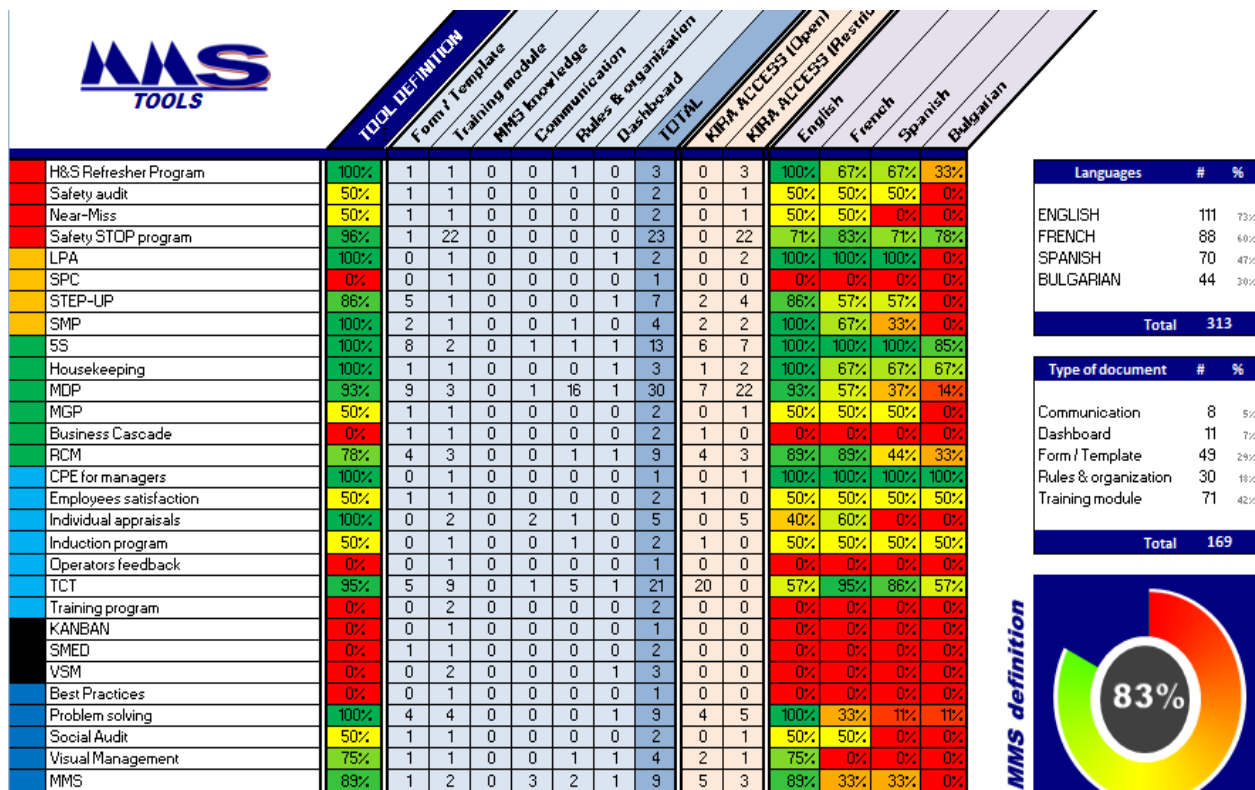 MMS
TOOLS
TOOL DEFINITION
Form / Template
Training module
MMS knowledge
Communication
Rules & organization
Dashboard
TOTAL
KIRA ACCESS (Open)
KIRA ACCESS (Restri
English
French
Spanish
Bulgarian
H&S Refresher Program 100% 1 1 0 0 1 0 3 0 3 100% 67% 67% 33%
Safety audit 50% 1 1 0 0 0 0 2 0 1 50% 50% 50% 0%
Near-Miss 50% 1 1 0 0 0 0 2 0 1 50% 50% 0% 0%
Safety STOP program 96% 1 22 0 0 0 0 23 0 22 71% 83% 71% 78%
LPA 100% 0 1 0 0 0 1 2 0 2 100% 100% 100% 0%
SPC 0% 0 1 0 0 0 0 1 0 0 0% 0% 0% 0%
STEP-UP 86% 5 1 0 0 0 1 7 2 4 86% 57% 57% 0%
SMP 100% 2 1 0 0 1 0 4 2 2 100% 67% 33% 0%
5S 100% 8 2 0 1 1 1 13 6 7 100% 100% 100% 85%
Housekeeping 100% 1 1 0 0 0 1 3 1 2 100% 67% 67% 67%
MDP 93% 9 3 0 1 16 1 30 7 22 93% 57% 37% 14%
MGP 50% 1 1 0 0 0 0 2 0 1 50% 50% 50% 0%
Business Cascade 0% 1 1 0 0 0 0 2 1 0 0% 0% 0% 0%
RCM 78% 4 3 0 0 1 1 9 4 3 89% 89% 44% 33%
CPE for managers 100% 0 1 0 0 0 0 1 0 1 100% 100% 100% 100%
Employees satisfaction 50% 1 1 0 0 0 0 2 1 0 50% 50% 50% 50%
Individual appraisals 100% 0 2 0 2 1 0 5 0 5 40% 60% 0% 0%
Induction program 50% 0 1 0 0 1 0 2 1 0 50% 50% 50% 50%
Operators feedback 0% 0 1 0 0 0 0 1 0 0 0% 0% 0% 0%
TCT 95% 5 9 0 1 5 1 21 20 0 57% 95% 86% 57%
Training program 0% 0 2 0 0 0 0 2 0 0 0% 0% 0% 0%
KANBAN 0% 0 1 0 0 0 0 1 0 0 0% 0% 0% 0%
SMED 0% 1 1 0 0 0 0 2 0 0 0% 0% 0% 0%
VSM 0% 0 2 0 0 0 1 3 0 0 0% 0% 0% 0%
Best Practices 0% 0 1 0 0 0 0 1 0 0 0% 0% 0% 0%
Problem solving 100% 4 4 0 0 0 1 9 4 5 100% 33% 11% 11%
Social Audit 50% 1 1 0 0 0 0 2 0 1 50% 50% 0% 0%
Visual Management 75% 1 1 0 0 1 1 4 2 1 75% 0% 0% 0%
MMS 89% 1 2 0 3 2 1 9 5 3 89% 33% 33% 0%
Languages # %
ENGLISH 111 73%
FRENCH 88 60%
SPANISH 70 47%
BULGARIAN 44 30%
Total 313
Type of document # %
Communication 8 5%
Dashboard 11 7%
Form / Template 49 29%
Rules & organization 30 18%
Training module 71 42%
Total 169
MMS definition
83%